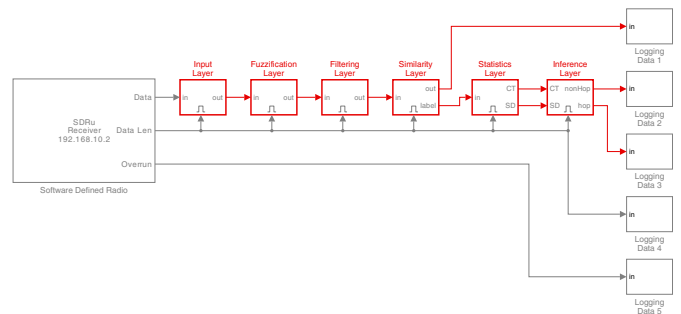 Input
Layer
Fuzzification
Layer
Filtering
Layer
Similarity
Layer
Statistics
Layer
Inference
Layer
in
out
in
out
in
out
in
out
label
in
CT
SD
CT
SD
nonHop
hop
SDRu
Receiver
192.168.10.2
Data
Data Len
Overrun
Software Defined Radio
in
Logging
Data 1
in
Logging
Data 2
in
Logging
Data 3
in
Logging
Data 4
in
Logging
Data 5